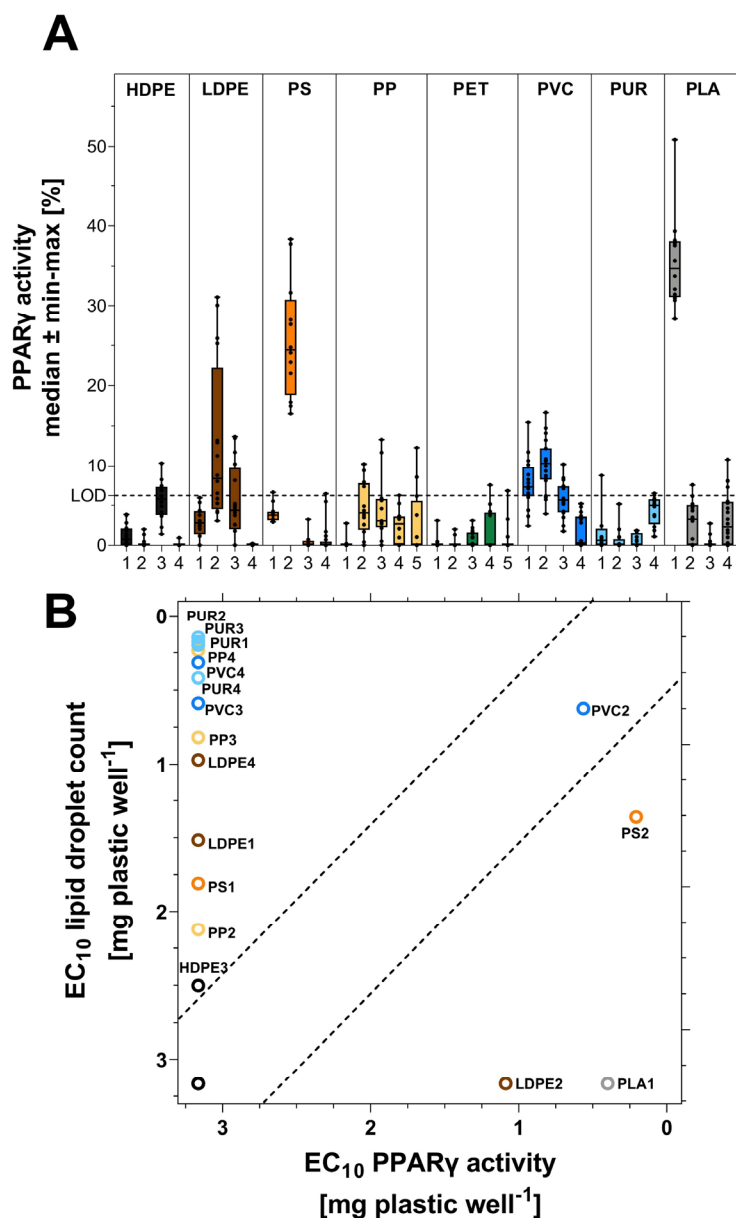 A
HDPE LDPE PS PP PET PVC PUR PLA
PPARγ activity
median ± min-max [%]
50
40
30
20
10
LOD
0
1 2 3 4 1 2 3 4 1 2 3 4 1 2 3 4 5 1 2 3 4 5 1 2 3 4 1 2 3 4 1 2 3 4
B
PUR2
PUR3
PUR1
PP4
PVC4
PUR4
PVC3
PP3
LDPE4
LDPE1
PS1
PP2
HDPE3
PVC2
PS2
LDPE2
PLA1
EC10 lipid droplet count
[mg plastic well-1]
0
1
2
3
3 2 1 0
EC10 PPARγ activity
[mg plastic well-1]